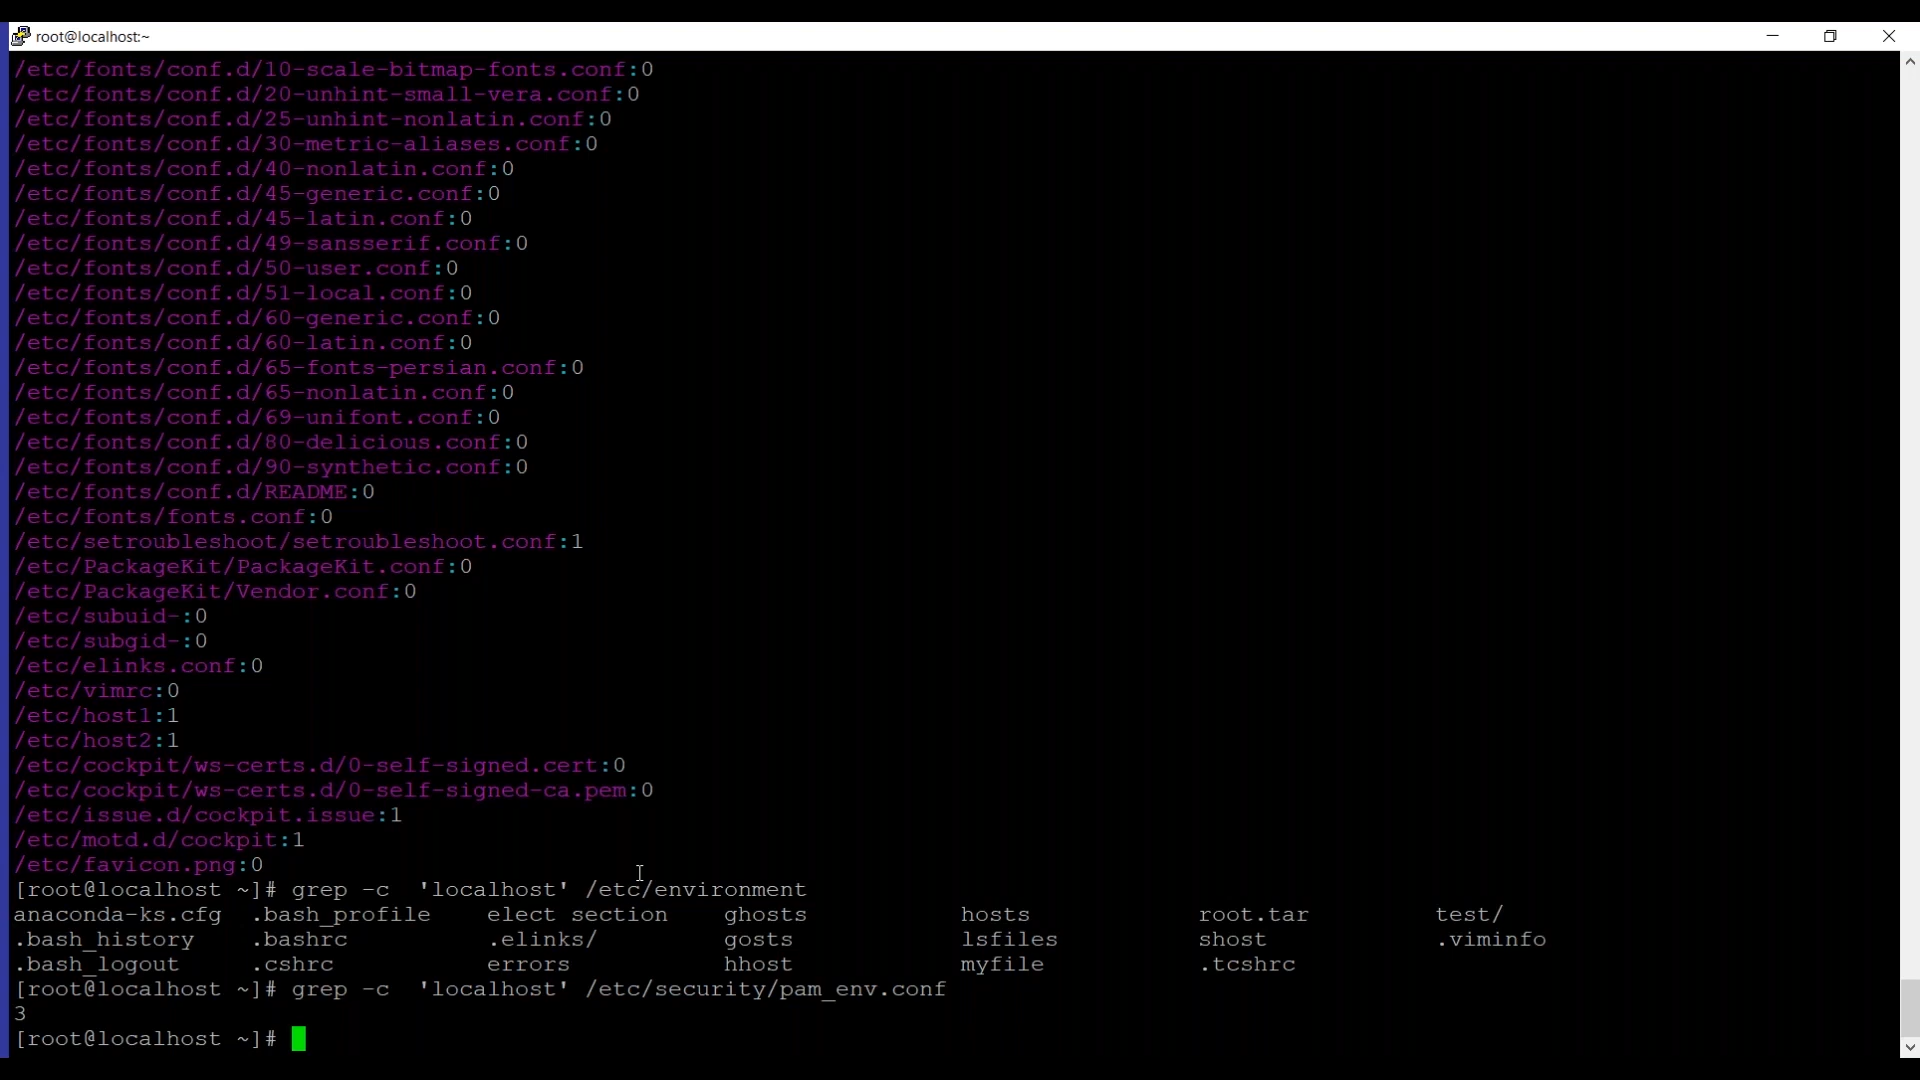 root@localhost:~
/etc/fonts/conf.d/10-scale-bitmap-fonts.conf:0
/etc/fonts/conf.d/20-unhint-small-vera.conf:0
/etc/fonts/conf.d/25-unhint-nonlatin.conf:0
/etc/fonts/conf.d/30-metric-aliases.conf:0
/etc/fonts/conf.d/40-nonlatin.conf:0
/etc/fonts/conf.d/45-generic.conf:0
/etc/fonts/conf.d/45-latin.conf:0
/etc/fonts/conf.d/49-sansserif.conf:0
/etc/fonts/conf.d/50-user.conf:0
/etc/fonts/conf.d/51-local.conf:0
/etc/fonts/conf.d/60-generic.conf:0
/etc/fonts/conf.d/60-latin.conf:0
/etc/fonts/conf.d/65-fonts-persian.conf:0
/etc/fonts/conf.d/65-nonlatin.conf:0
/etc/fonts/conf.d/69-unifont.conf:0
/etc/fonts/conf.d/80-delicious.conf:0
/etc/fonts/conf.d/90-synthetic.conf:0
/etc/fonts/conf.d/README:0
/etc/fonts/fonts.conf:0
/etc/setroubleshoot/setroubleshoot.conf:1
/etc/PackageKit/PackageKit.conf:0
/etc/PackageKit/Vendor.conf:0
/etc/subuid-:0
/etc/subgid-:0
/etc/elinks.conf:0
/etc/vimrc:0
/etc/host1:1
/etc/host2:1
/etc/cockpit/ws-certs.d/0-self-signed.cert:0
/etc/cockpit/ws-certs.d/0-self-signed-ca.pem:0
/etc/issue.d/cockpit.issue:1
/etc/motd.d/cockpit:1
/etc/favicon.png:0
[root@localhost ~]# grep -c  'localhost' /etc/environment
anaconda-ks.cfg  .bash_profile    elect section    ghosts           hosts            root.tar         test/
.bash_history    .bashrc          .elinks/         gosts            lsfiles          shost            .viminfo
.bash_logout     .cshrc           errors           hhost            myfile           .tcshrc
[root@localhost ~]# grep -c  'localhost' /etc/security/pam_env.conf
3
[root@localhost ~]#